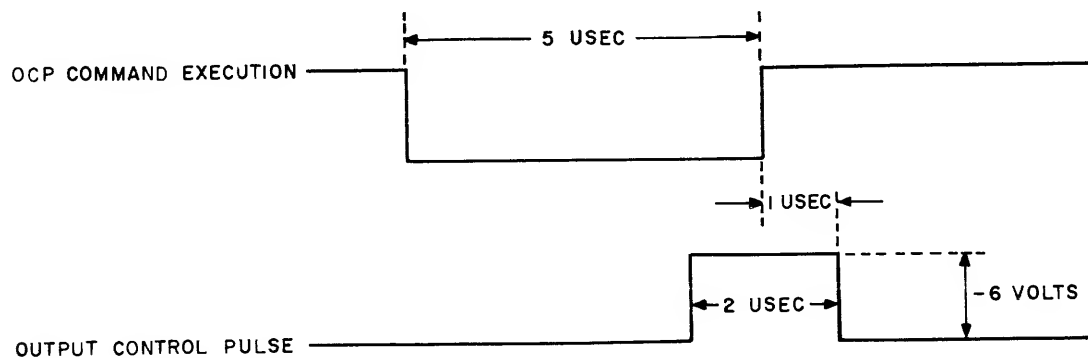 5 USEC
OCP COMMAND EXECUTION
1 USEC
2 USEC
-6 VOLTS
OUTPUT CONTROL PULSE